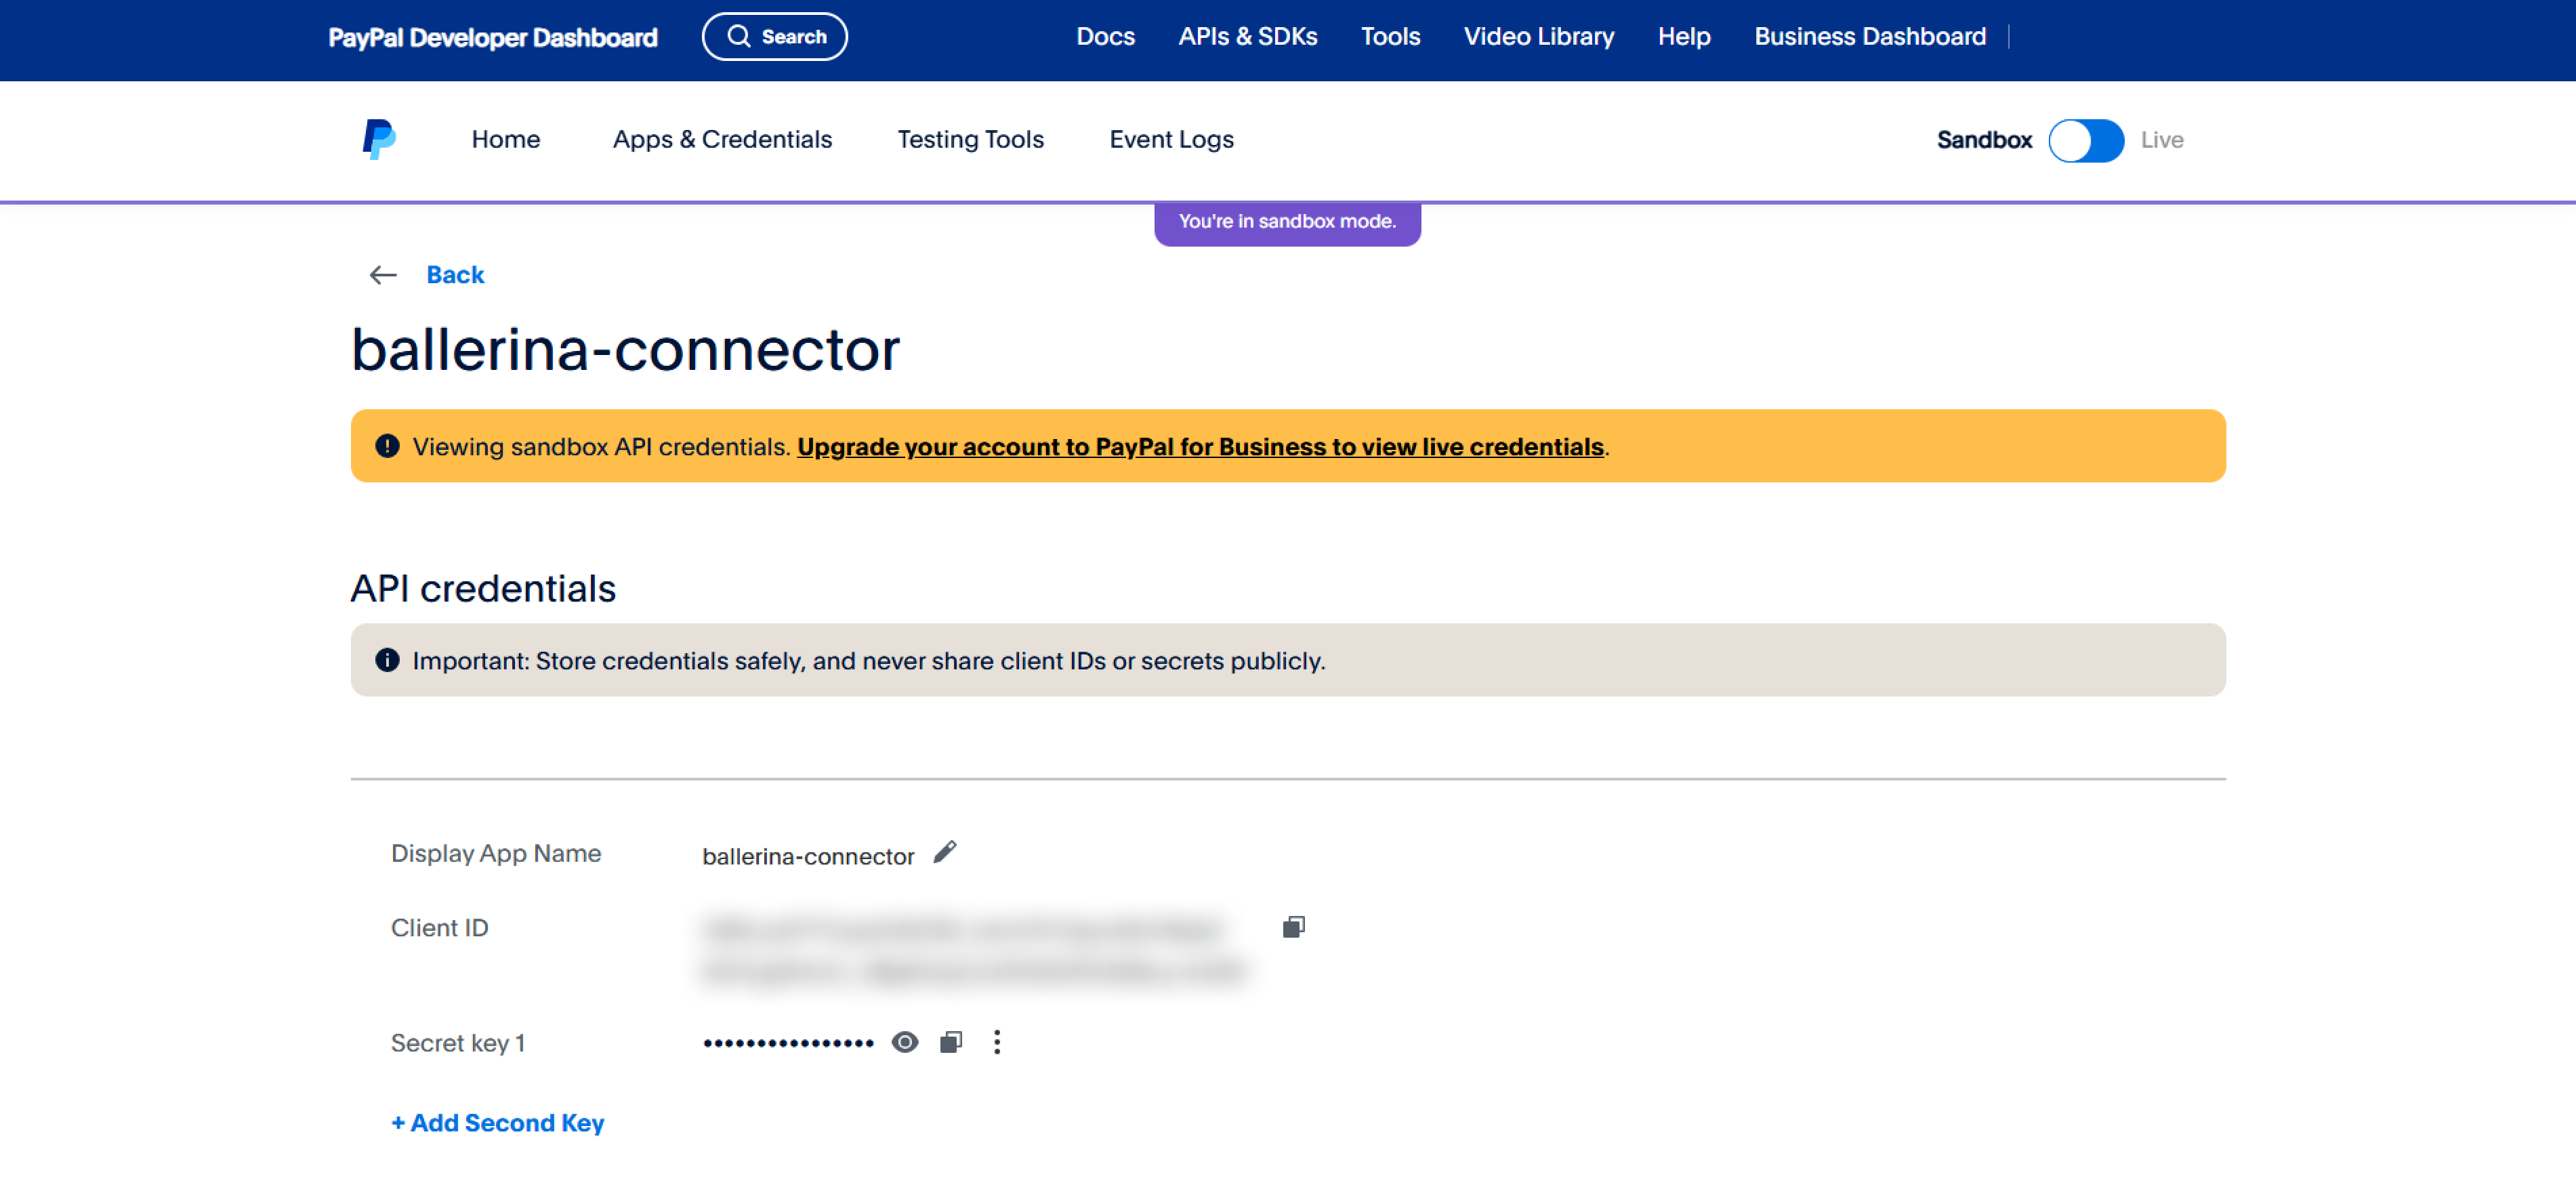 PayPal Developer Dashboard Search Docs APIs & SDKs Tools Video Library Help Business Dashboard
Home Apps & Credentials Testing Tools Event Logs Sandbox Live
You're in sandbox mode.
Back
ballerina-connector
Viewing sandbox API credentials. Upgrade your account to PayPal for Business to view live credentials.
API credentials
Important: Store credentials safely, and never share client IDs or secrets publicly.
Display App Name ballerina-connector
Client ID
Secret key 1 ••••••••••••••••
+ Add Second Key